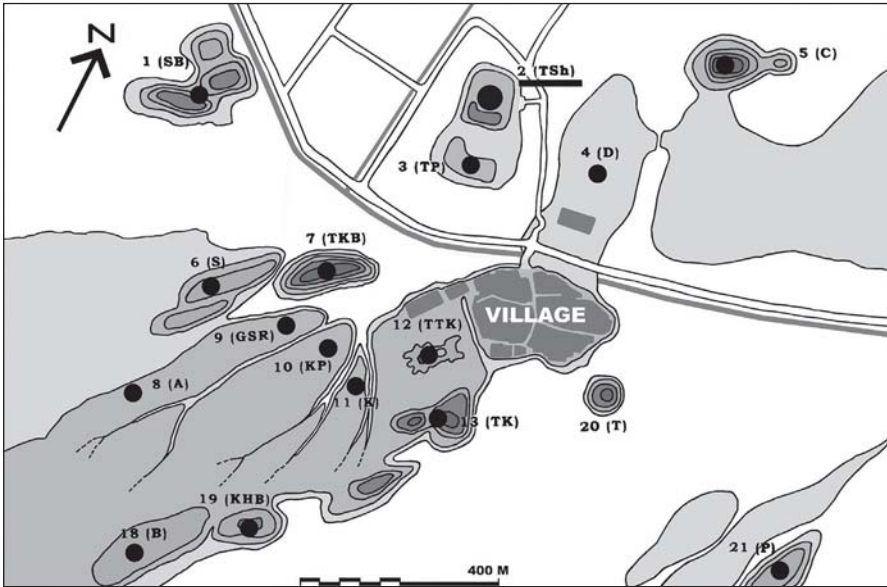 N
1 (SB)
2 (TSh)
5 (C)
3 (TP)
4 (D)
7 (TKB)
6 (S)
VILLAGE
9 (GSR)
12 (TTK)
10 (KP)
8 (A)
11 (K)
13 (TK)
20 (T)
19 (KHB)
18 (B)
21 (P)
400 M